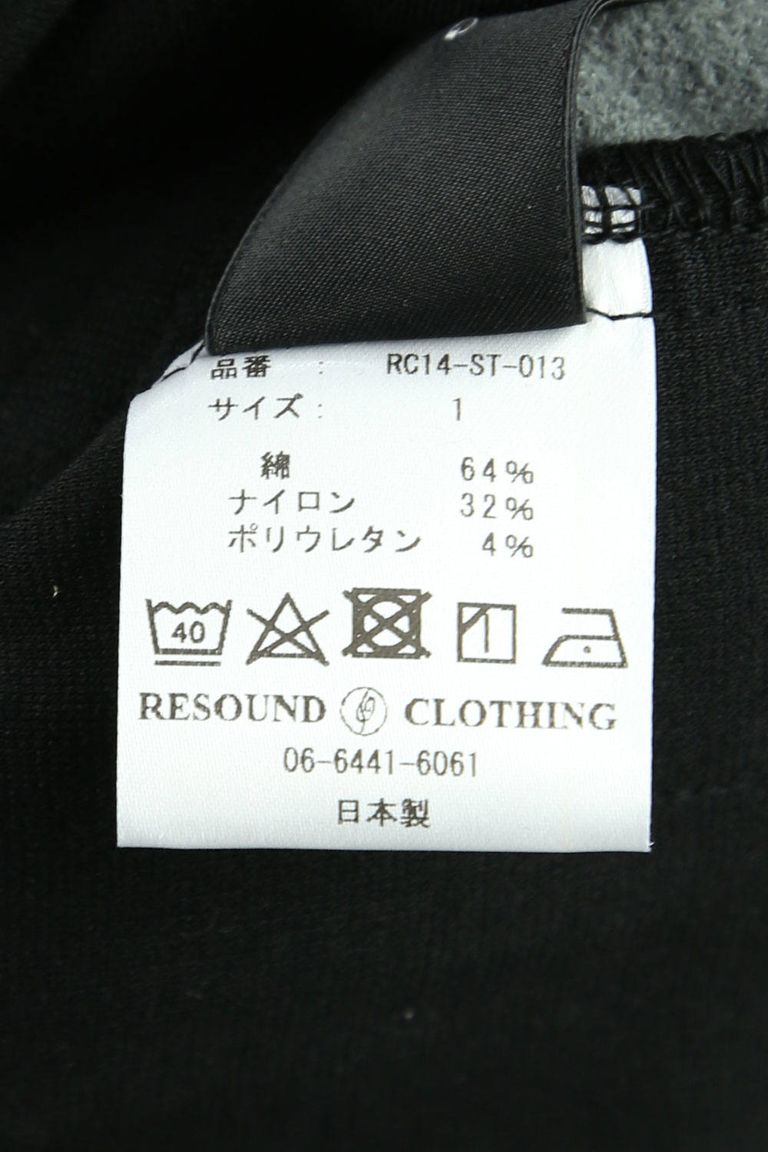 品番 : RC14-ST-013
サイズ : 1
綿 64%
ナイロン 32%
ポリウレタン 4%
40
RESOUND CLOTHING
06-6441-6061
日本製